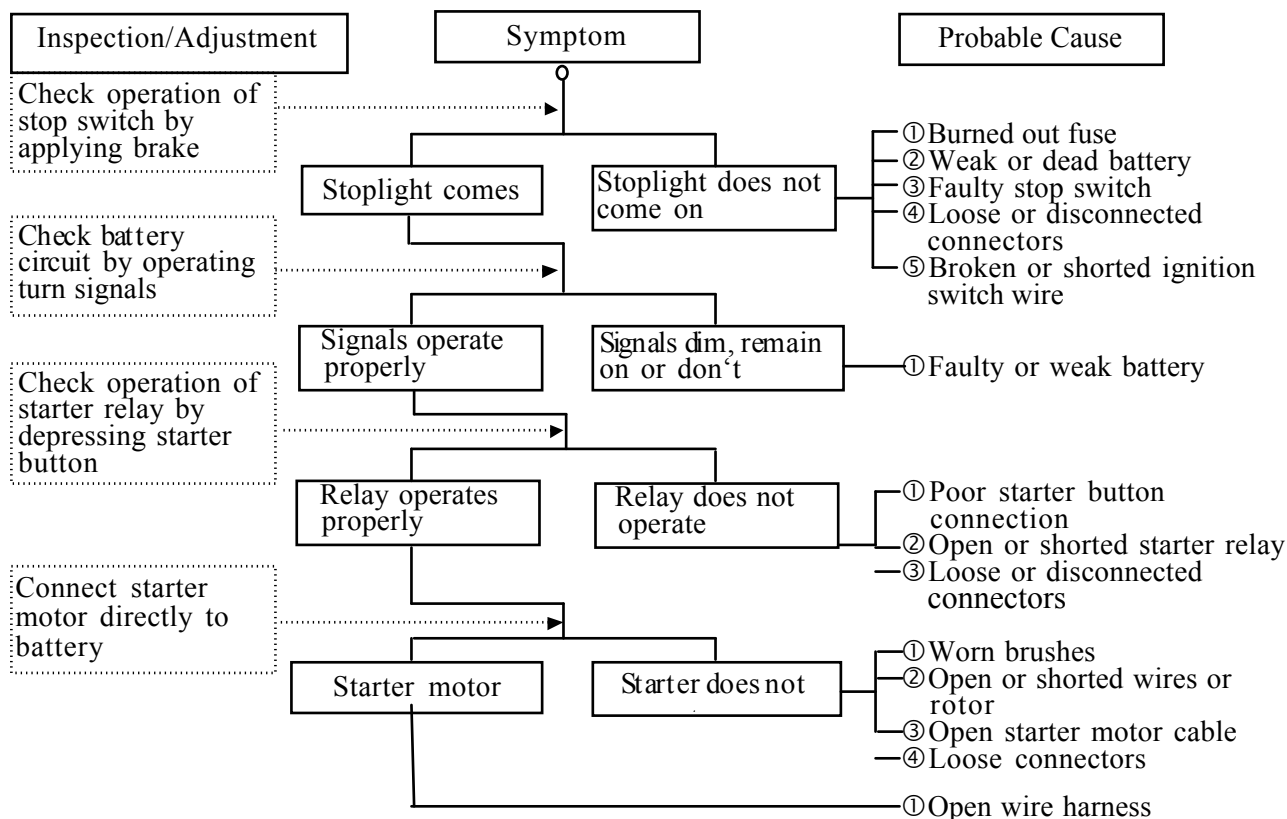 Inspection/Adjustment
Symptom
Probable Cause
Check operation of
stop switch by
applying brake
Stoplight comes
Stoplight does not
come on
①Burned out fuse
②Weak or dead battery
③Faulty stop switch
④Loose or disconnected
connectors
⑤Broken or shorted ignition
switch wire
Check battery
circuit by operating
turn signals
Signals operate
properly
Signals dim, remain
on or don‘t
①Faulty or weak battery
Check operation of
starter relay by
depressing starter
button
Relay operates
properly
Relay does not
operate
①Poor starter button
connection
②Open or shorted starter relay
③Loose or disconnected
connectors
Connect starter
motor directly to
battery
Starter motor
Starter does not
①Worn brushes
②Open or shorted wires or
rotor
③Open starter motor cable
④Loose connectors
①Open wire harness